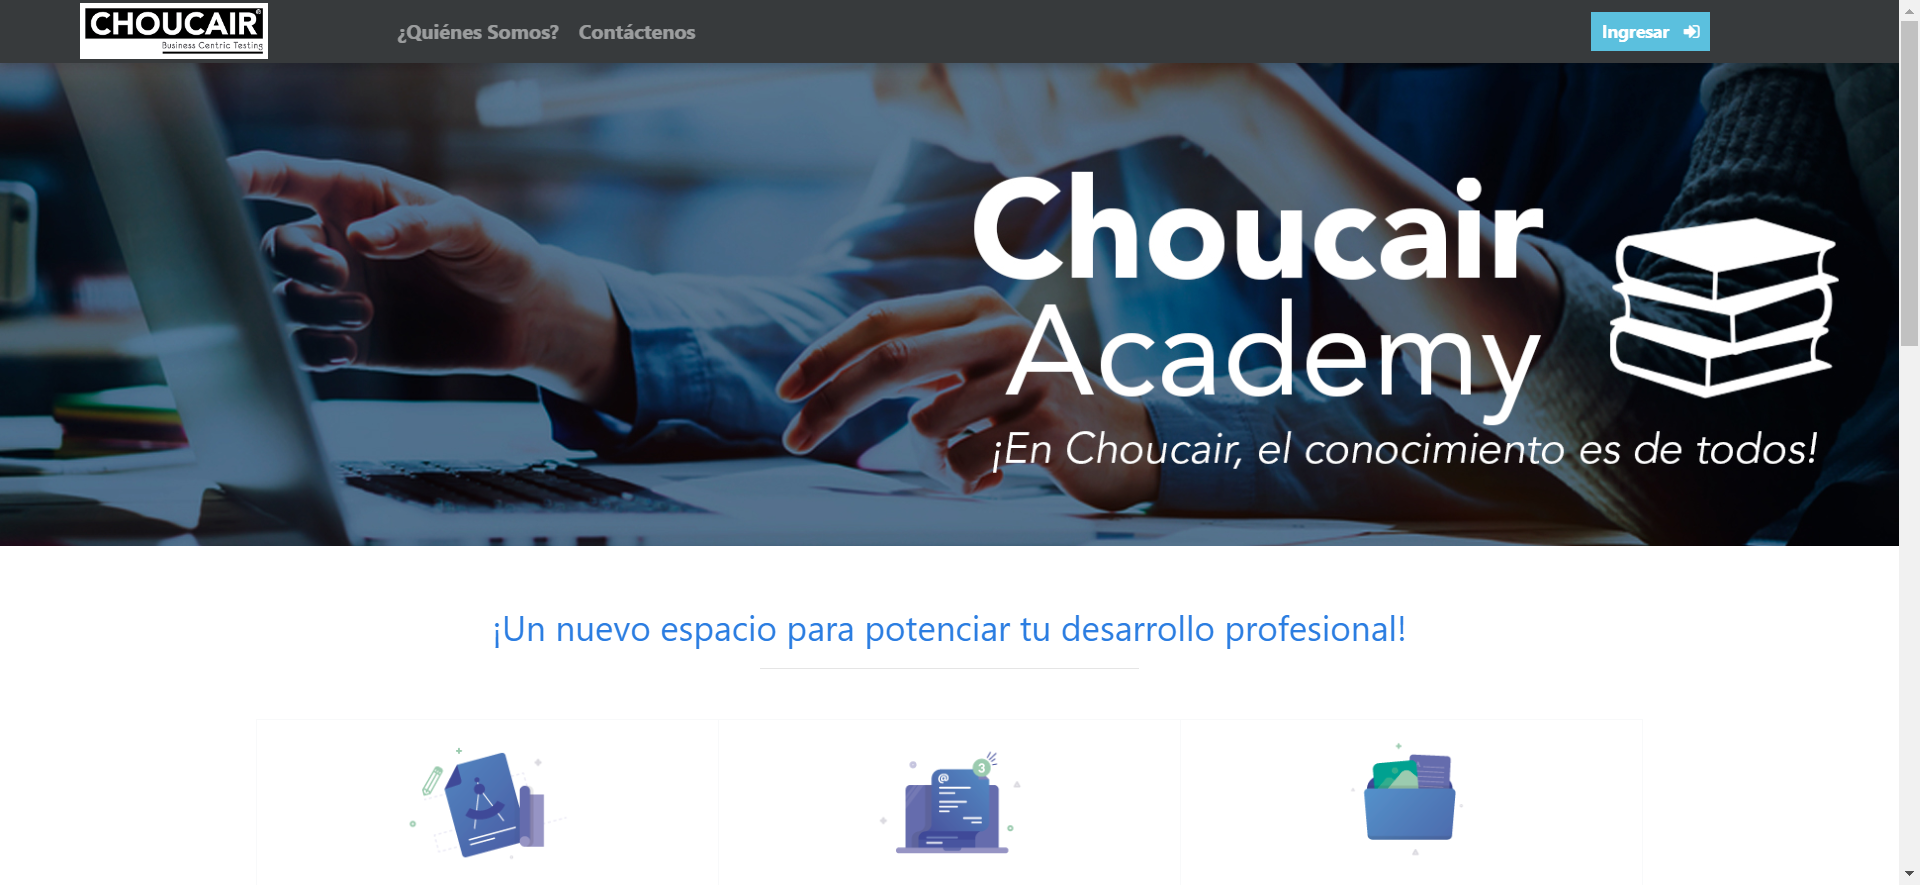 CHOUCAIR®
Business Centric Testing
¿Quiénes Somos? Contáctenos
Ingresar
Choucair
Academy
¡En Choucair, el conocimiento es de todos!
¡Un nuevo espacio para potenciar tu desarrollo profesional!
@
3